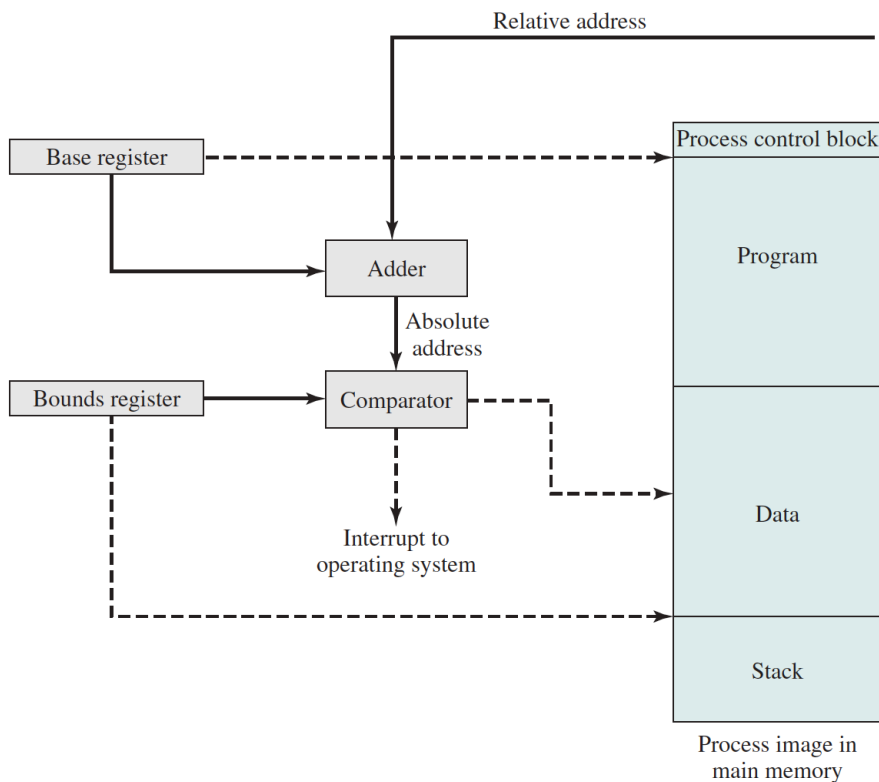 Relative address
Process control block
Base register
Program
Adder
Absolute
address
Bounds register
Comparator
Data
Interrupt to
operating system
Stack
Process image in
main memory